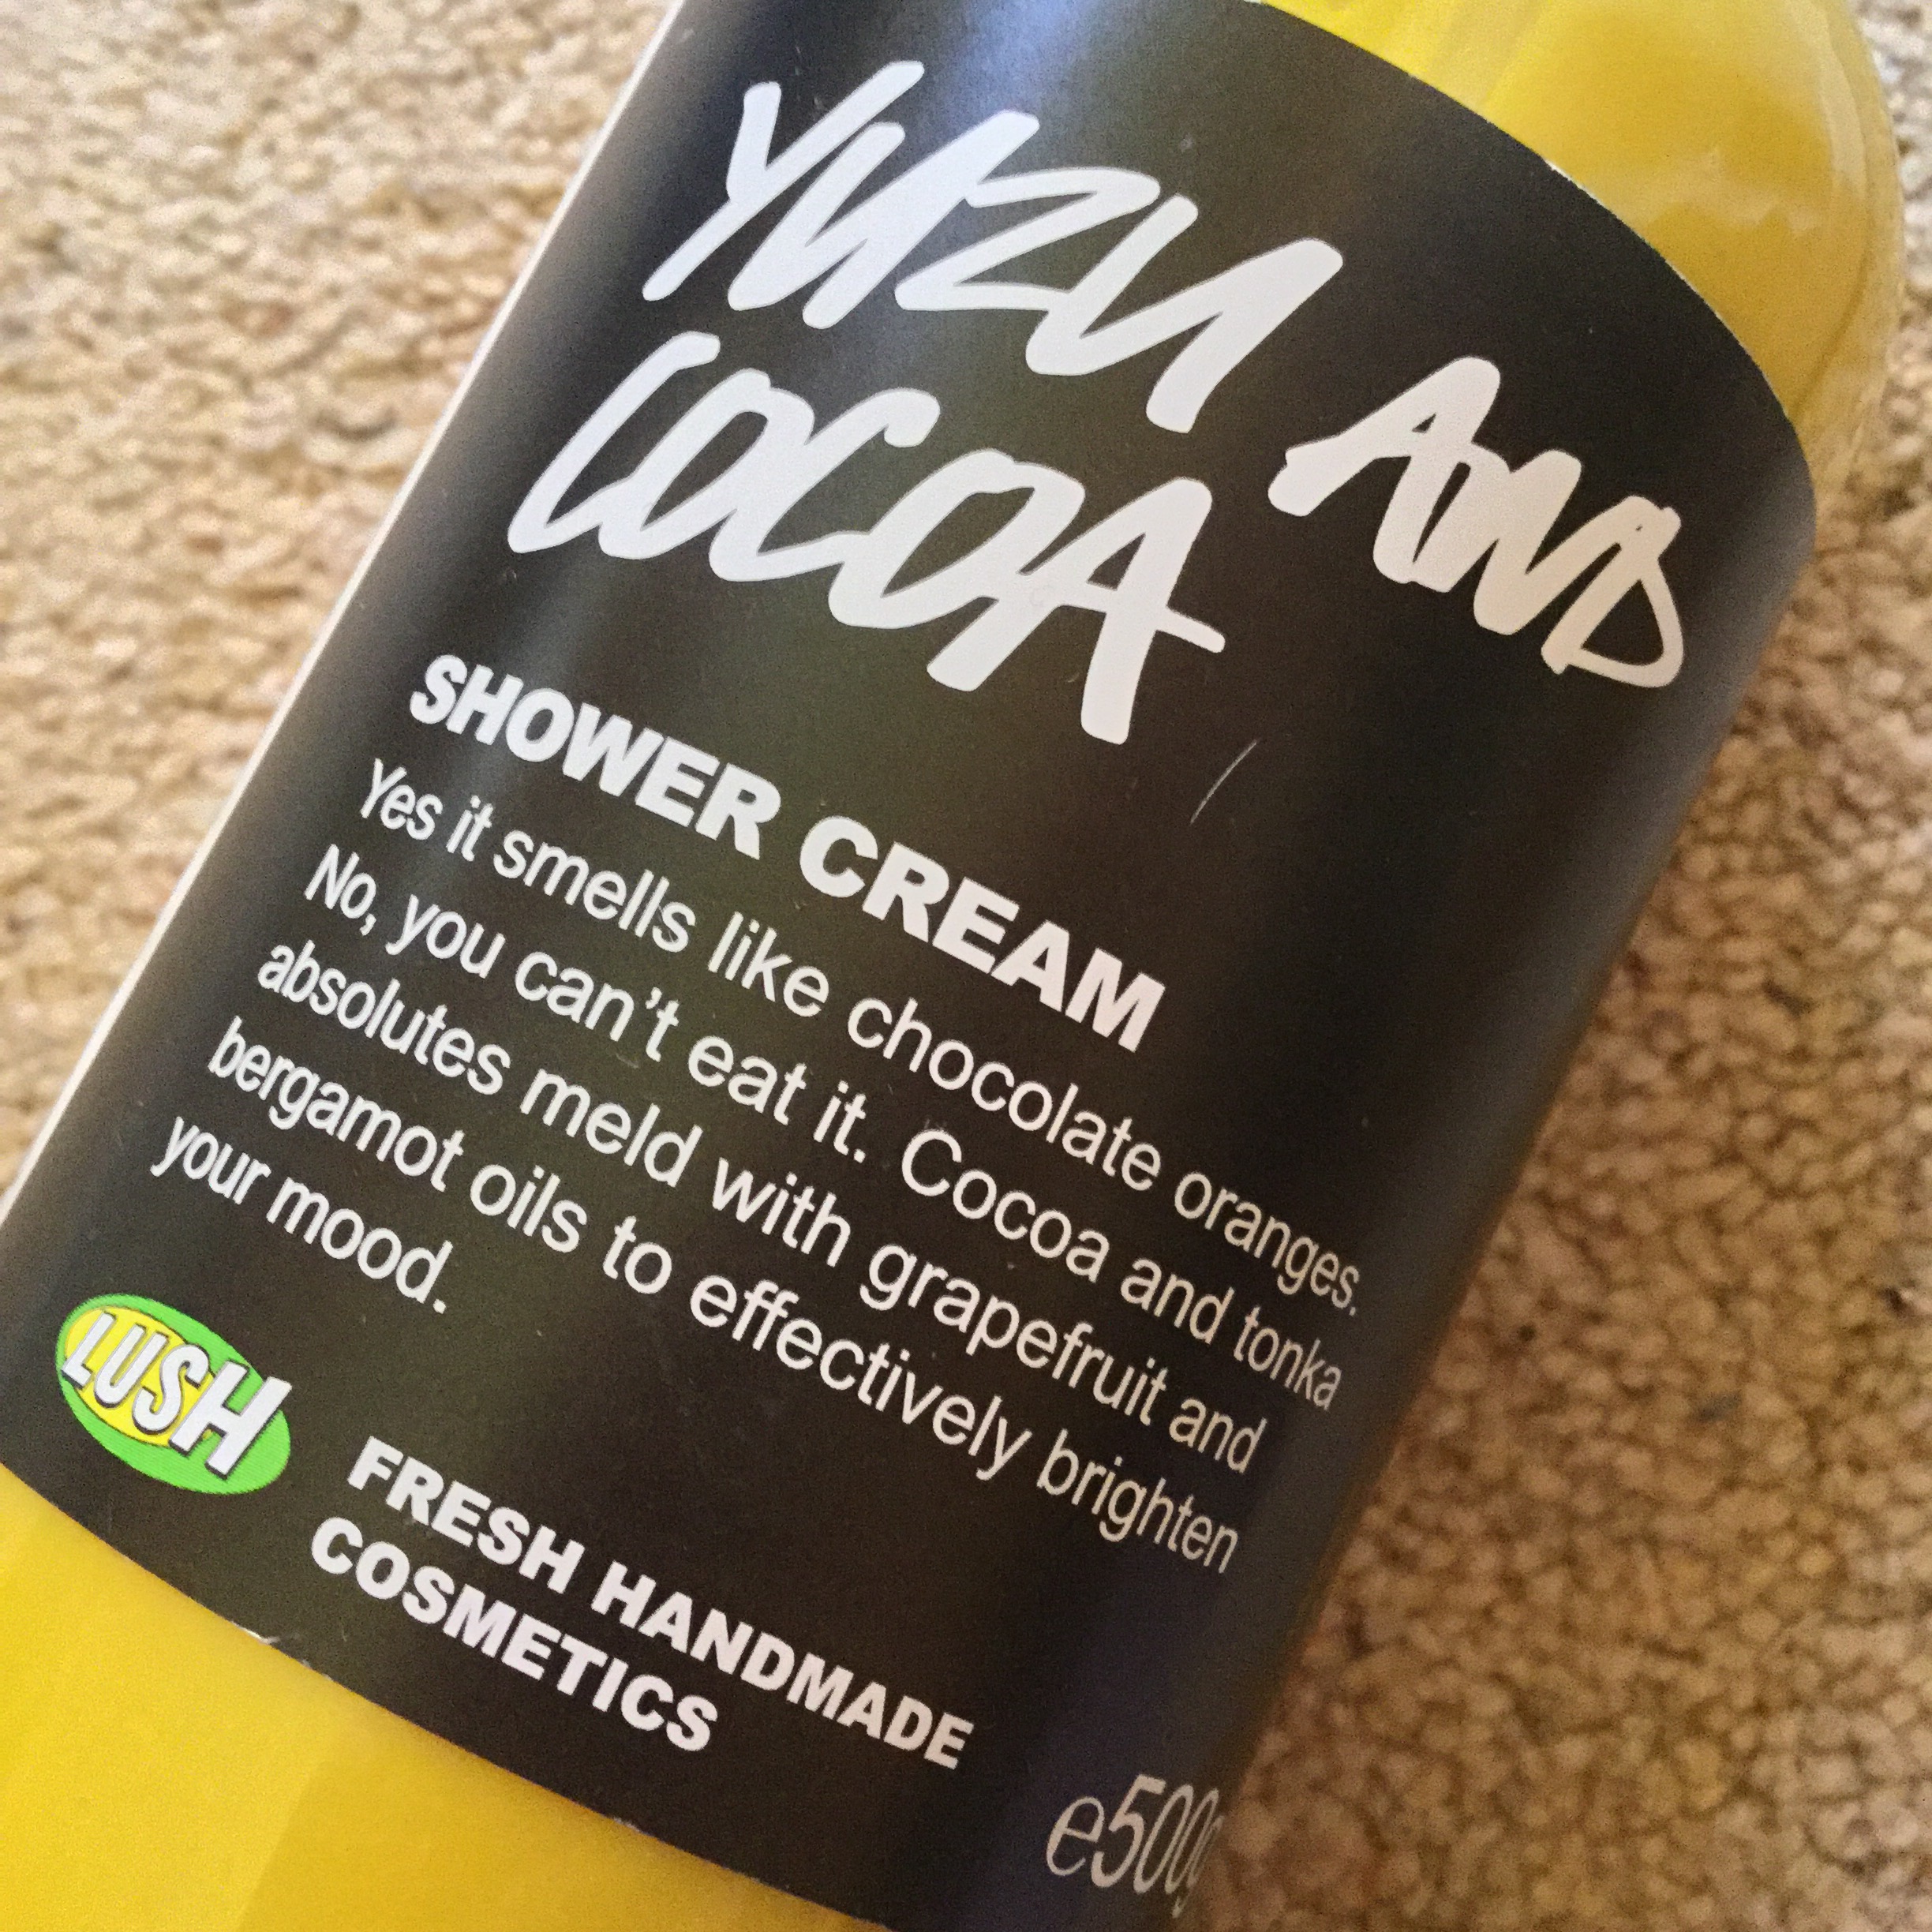 YUZU AND
COCOA
SHOWER CREAM
Yes it smells like chocolate oranges.
No, you can't eat it. Cocoa and tonka
absolutes meld with grapefruit and
bergamot oils to effectively brighten
your mood.
LUSH
FRESH HANDMADE
COSMETICS
℮500g